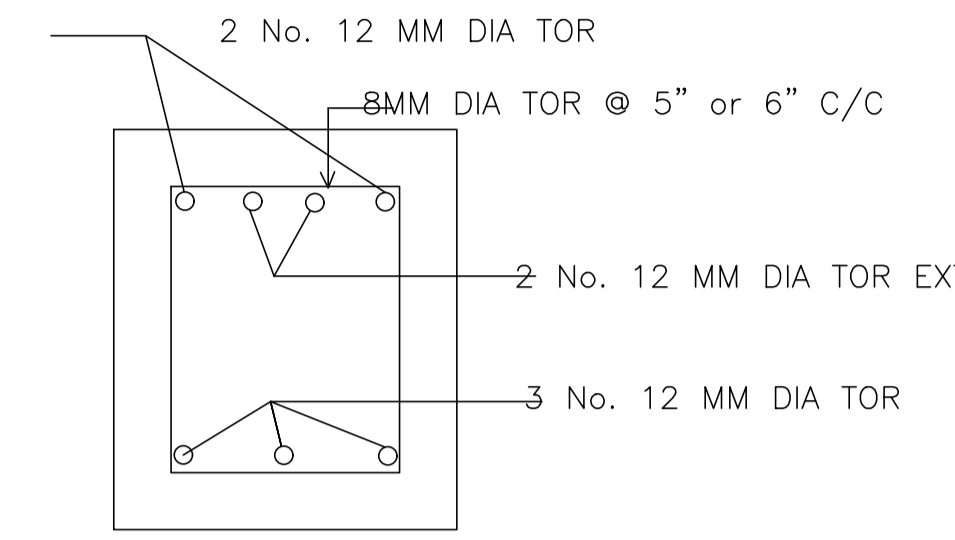 2 No. 12 MM DIA TOR
8MM DIA TOR @ 5” or 6” C/C
2 No. 12 MM DIA TOR
3 No. 12 MM DIA TOR